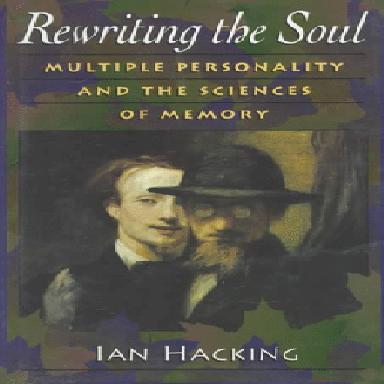 Rewriting the Soul
MULTIPLE PERSONALITY
AND THE SCIENCES
OF MEMORY
IAN HACKING